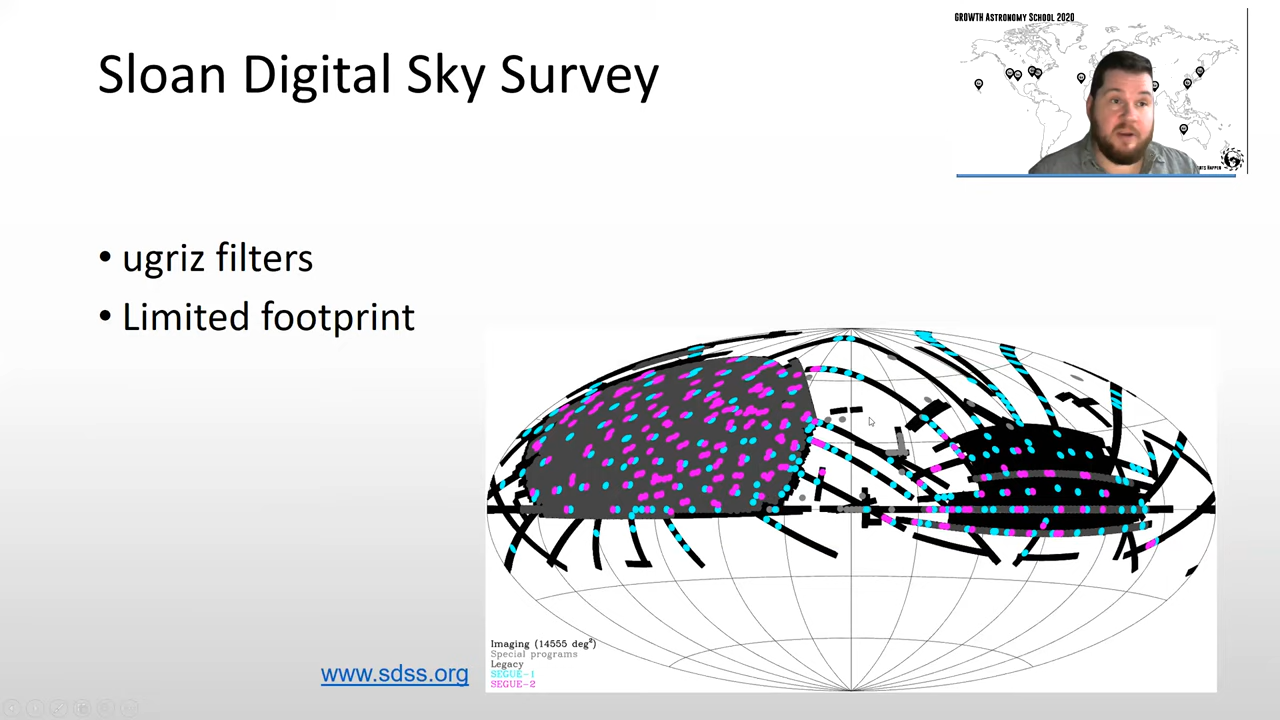 GROWTH ASTRONOMY SCHOOL 2020
Sloan Digital Sky Survey
• ugriz filters
• Limited footprint
Imaging (14555 deg²)
Special programs
Legacy
SEGUE-1
SEGUE-2
www.sdss.org